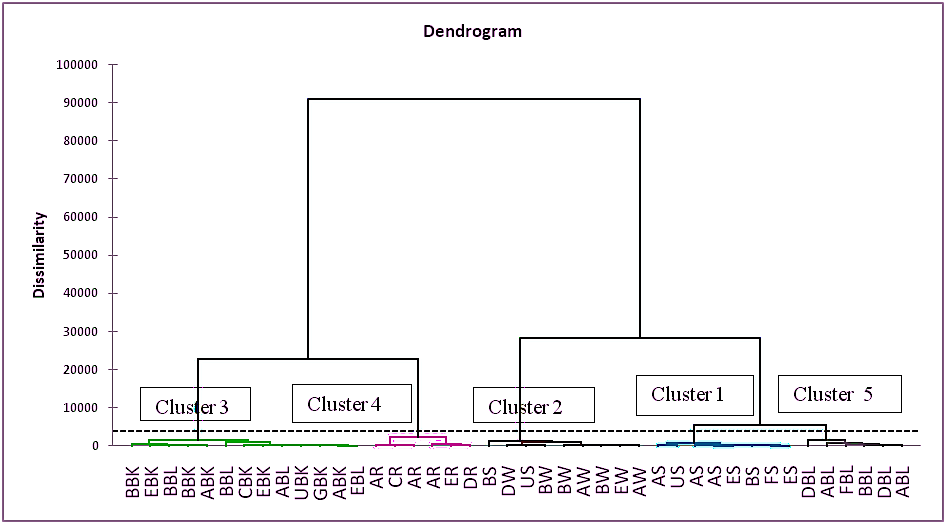 Dendrogram
100000
90000
80000
70000
60000
50000
40000
30000
20000
10000
0
Dissimilarity
Cluster 3
Cluster 4
Cluster 2
Cluster 1
Cluster 5
BBK
EBK
BBL
BBK
ABK
BBL
CBK
EBK
ABL
UBK
GBK
ABK
EBL
AR
CR
AR
AR
ER
DR
BS
DW
US
BW
BW
AW
BW
EW
AW
AS
US
AS
AS
ES
BS
FS
ES
DBL
ABL
FBL
BBL
DBL
ABL